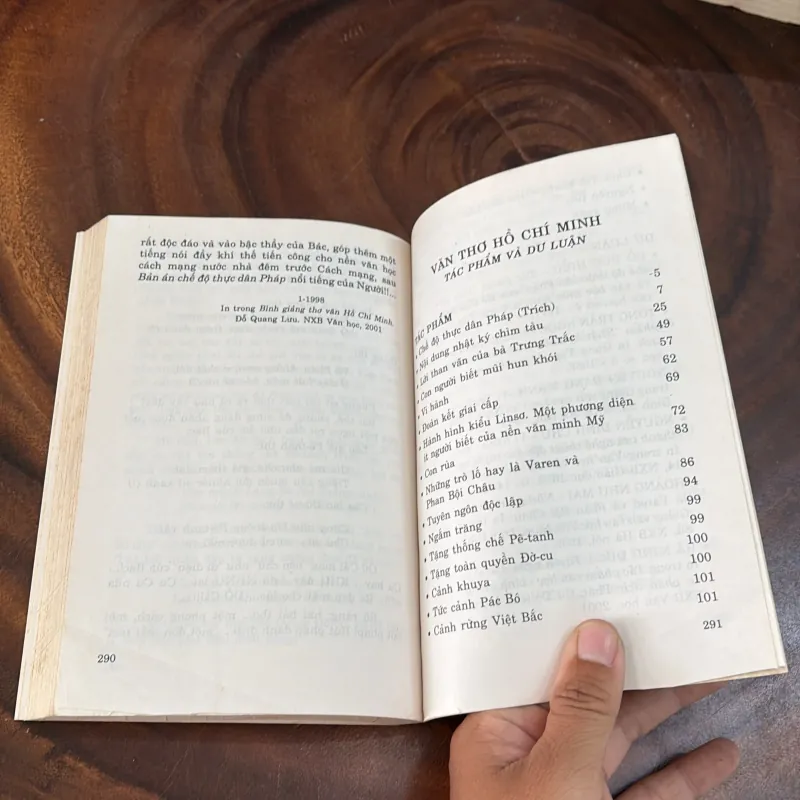 rất độc đáo và vào bậc thầy của Bác, góp thêm một
tiếng nói đầy khí thế tiến công cho nền văn học
cách mạng nước nhà đêm trước Cách mạng, sau
Bản án chế độ thực dân Pháp nổi tiếng của Người!!...
1-1998
In trong Bình giảng thơ văn Hồ Chí Minh.
Đỗ Quang Lưu. NXB Văn học, 2001
290
VĂN THƠ HỒ CHÍ MINH
TÁC PHẨM VÀ DƯ LUẬN
TÁC PHẨM 5
• Chế độ thực dân Pháp (Trích) 7
• Nội dung nhật ký chìm tàu 25
• Lời than vãn của bà Trưng Trắc 49
• Con người biết mùi hun khói 57
• Vi hành 62
• Đoàn kết giai cấp 69
• Hành hình kiểu Linsơ. Một phương diện
ít người biết của nền văn minh Mỹ 72
• Con rùa 83
• Những trò lố hay là Varen và
Phan Bội Châu 86
• Tuyên ngôn độc lập 94
• Ngắm trăng 99
• Tặng thống chế Pê-tanh 99
• Tặng toàn quyền Đờ-cu 100
• Cảnh khuya 100
• Tức cảnh Pác Bó 101
• Cảnh rừng Việt Bắc 101
291